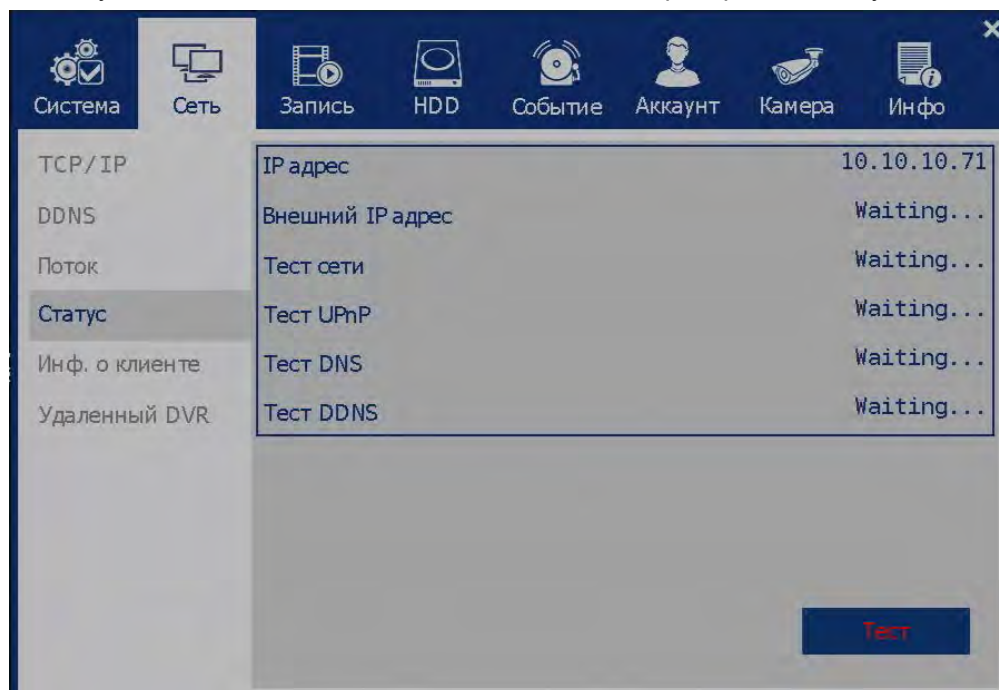 Система Сеть Запись HDD Событие Аккаунт Камера Инфо
TCP/IP
DDNS
Поток
Статус
Инф. о клиенте
Удаленный DVR
IP адрес 10.10.10.71
Внешний IP адрес Waiting...
Тест сети Waiting...
Тест UPnP Waiting...
Тест DNS Waiting...
Тест DDNS Waiting...
Тест